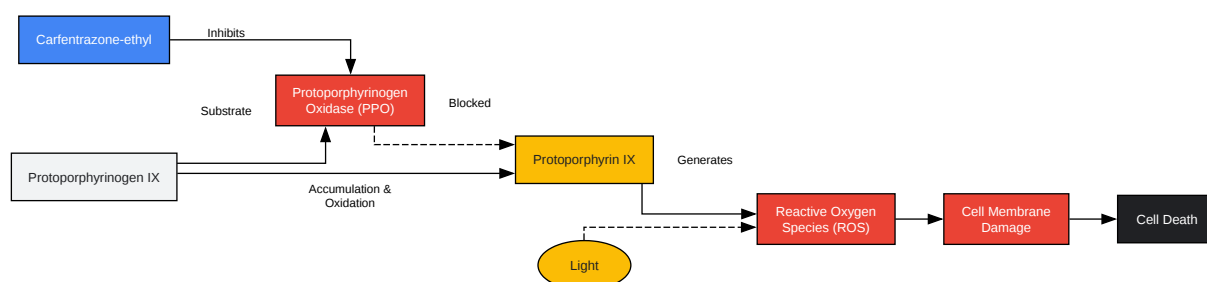 Carfentrazone-ethyl
Inhibits
Protoporphyrinogen
Oxidase (PPO)
Substrate
Blocked
Protoporphyrinogen IX
Accumulation &
Oxidation
Protoporphyrin IX
Generates
Reactive Oxygen
Species (ROS)
Cell Membrane
Damage
Cell Death
Light